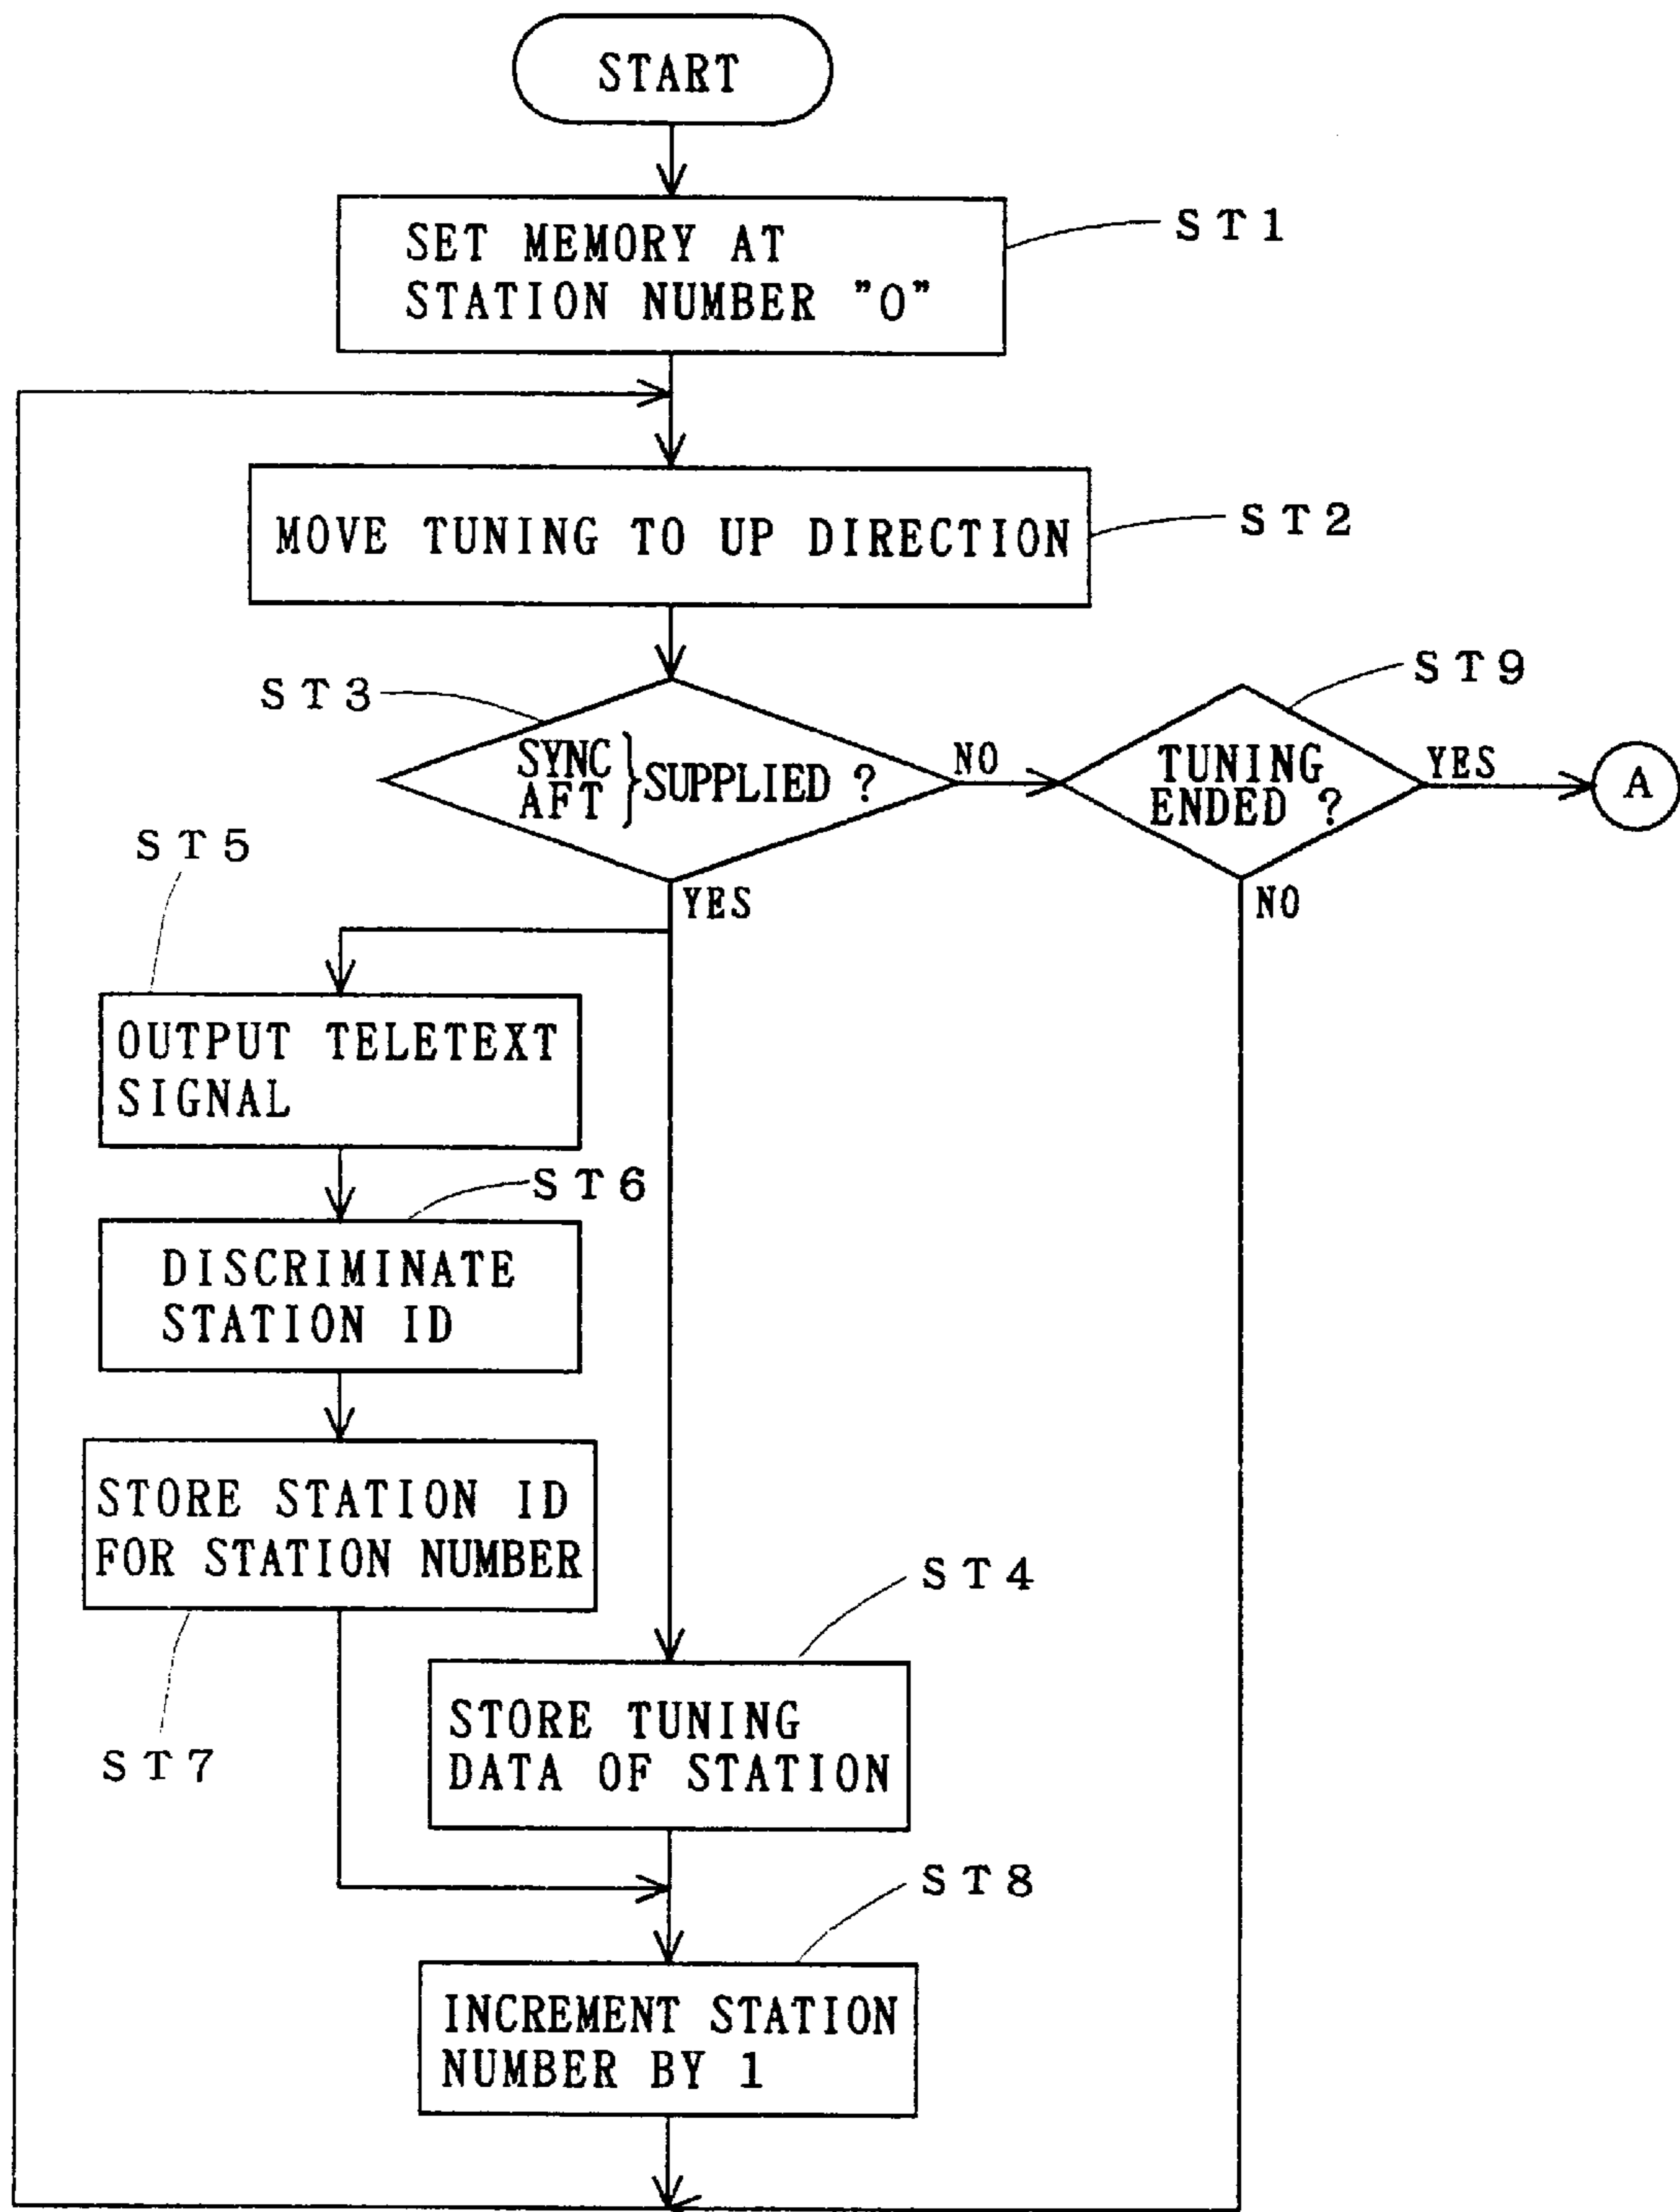 START
SET MEMORY AT
STATION NUMBER "0"
ST1
MOVE TUNING TO UP DIRECTION
ST2
ST3
SYNC
AFT
SUPPLIED ?
NO
ST9
TUNING
ENDED ?
YES
A
YES
NO
ST5
OUTPUT TELETEXT
SIGNAL
ST6
DISCRIMINATE
STATION ID
STORE STATION ID
FOR STATION NUMBER
ST7
ST4
STORE TUNING
DATA OF STATION
ST8
INCREMENT STATION
NUMBER BY 1